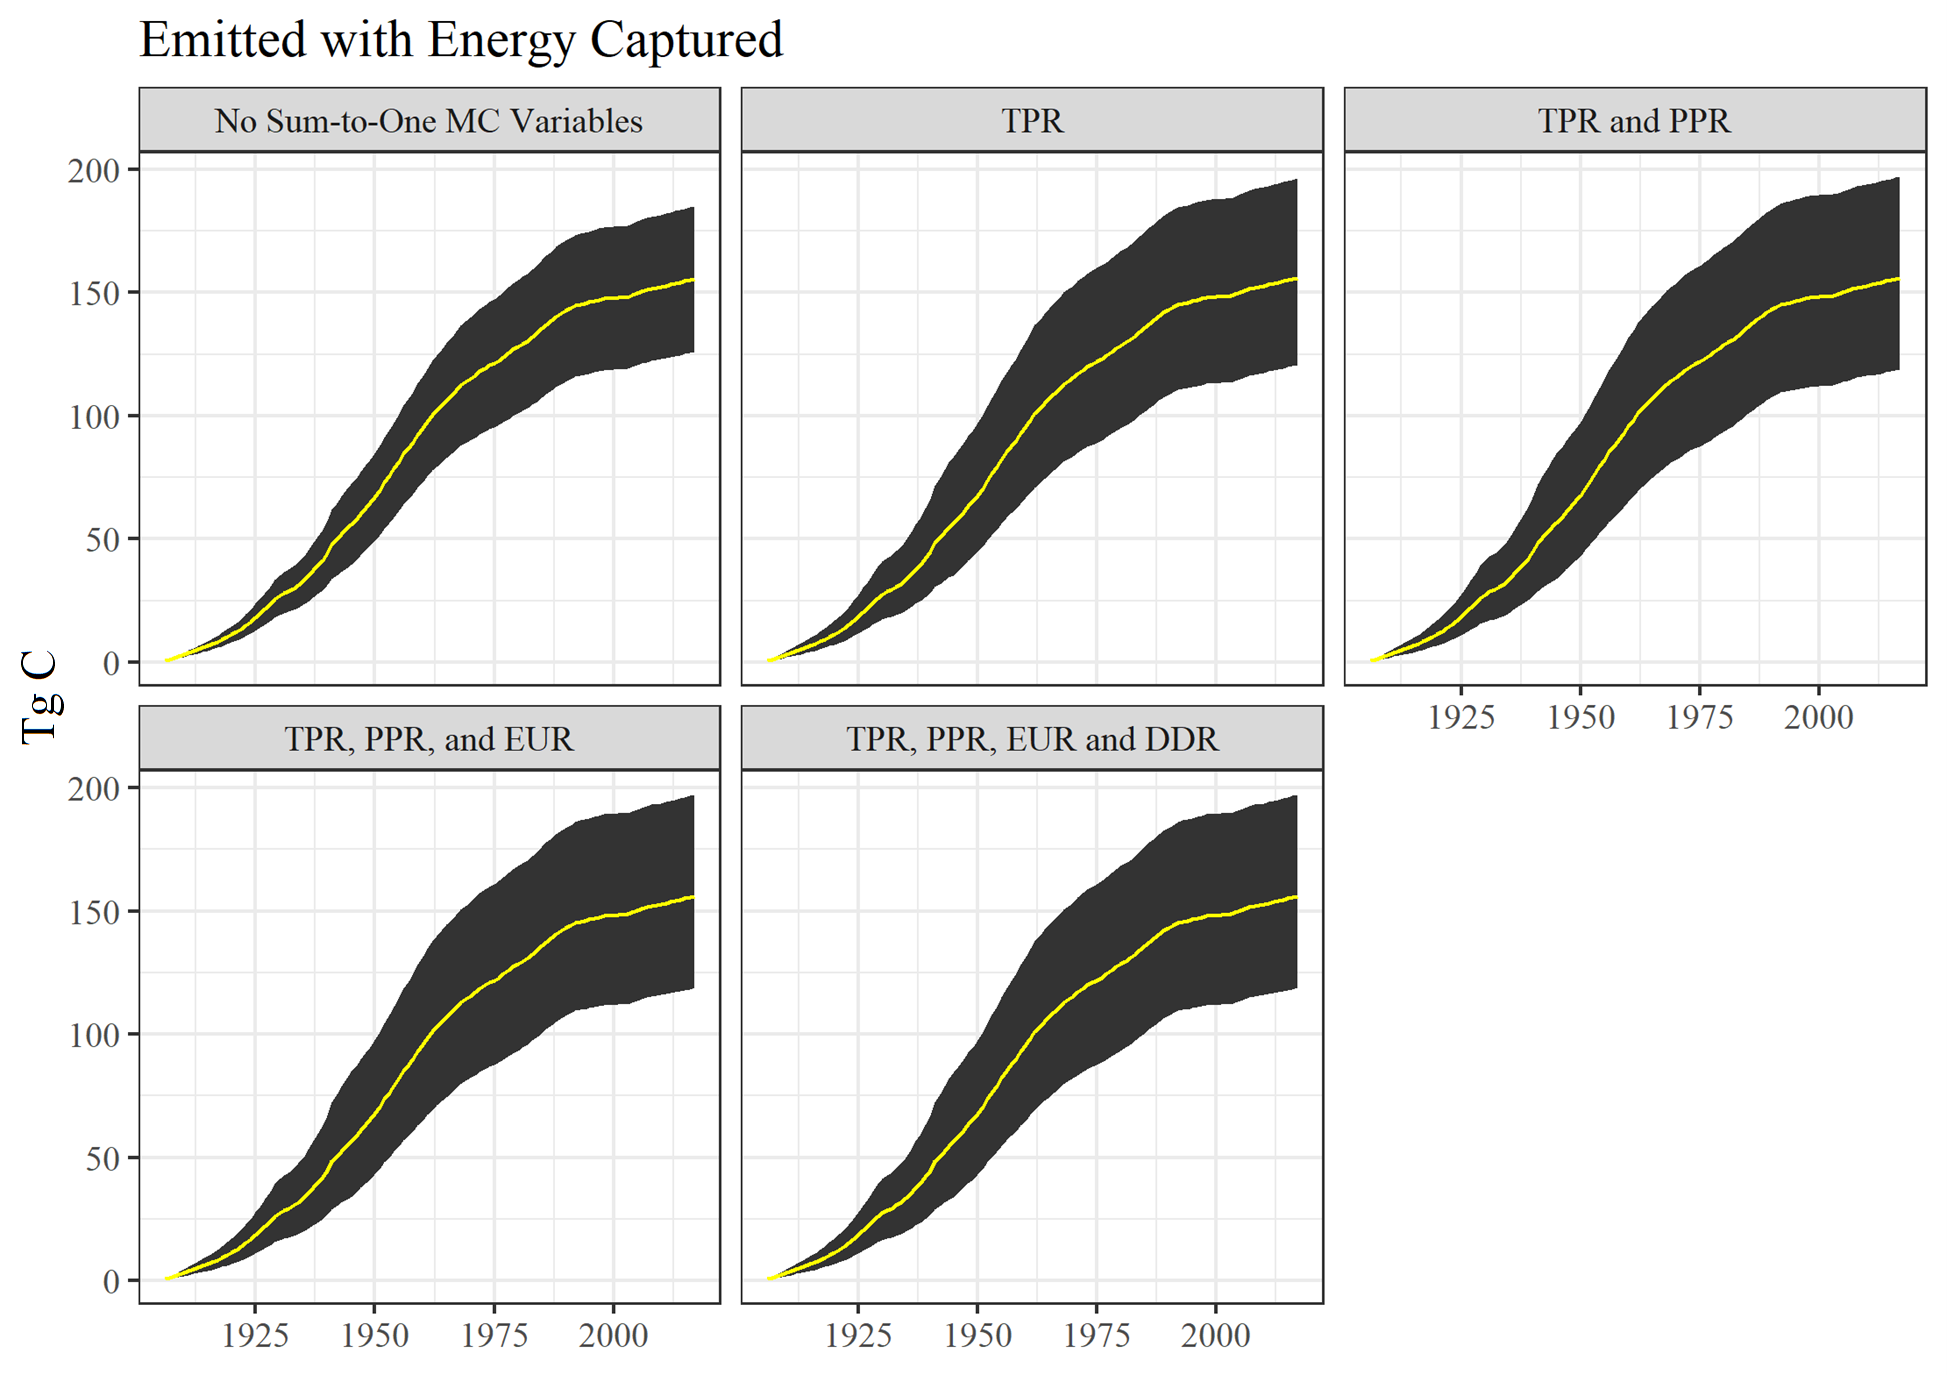 Emitted with Energy Captured
No Sum-to-One MC Variables
TPR
TPR and PPR
200
150
100
50
0
1925 1950 1975 2000
Tg C
TPR, PPR, and EUR
TPR, PPR, EUR and DDR
200
150
100
50
0
1925 1950 1975 2000
1925 1950 1975 2000